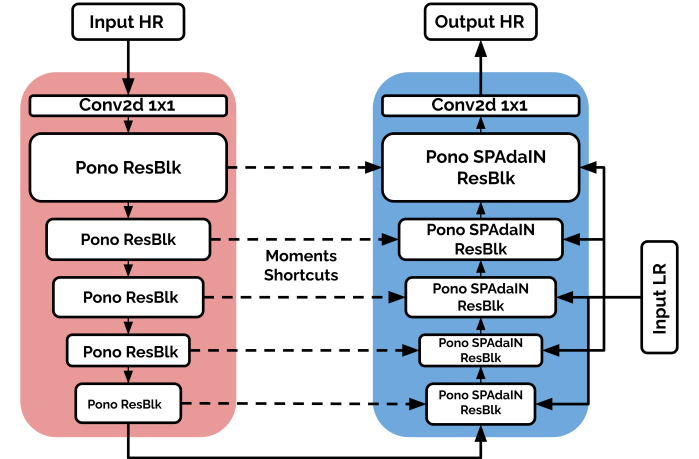 Input HR
Output HR
Conv2d 1x1
Conv2d 1x1
Pono ResBlk
Pono SPAdaIN
ResBlk
Pono ResBlk
Pono SPAdaIN
ResBlk
Moments
Shortcuts
Pono ResBlk
Pono SPAdaIN
ResBlk
Input LR
Pono ResBlk
Pono SPAdaIN
ResBlk
Pono ResBlk
Pono SPAdaIN
ResBlk